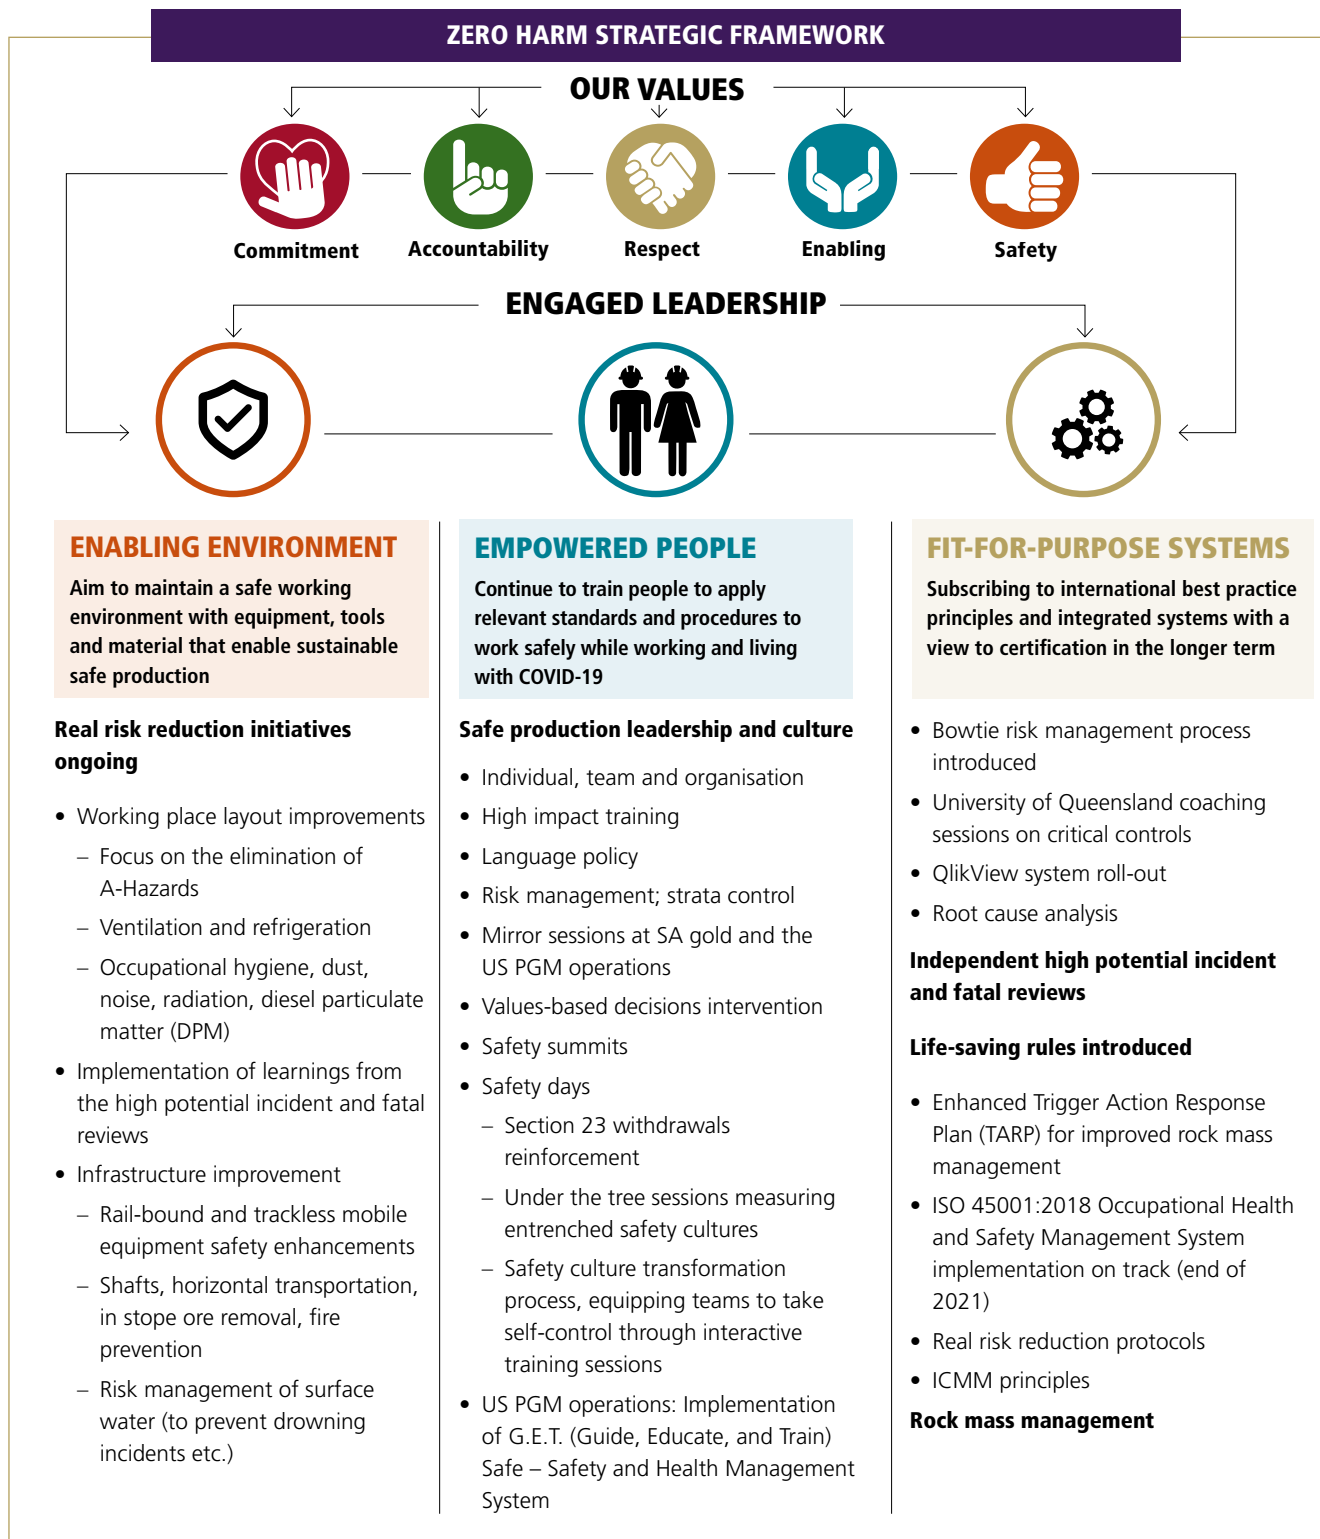 ZERO HARM STRATEGIC FRAMEWORK
OUR VALUES
Commitment
Accountability
Respect
Enabling
Safety
ENGAGED LEADERSHIP
ENABLING ENVIRONMENT
Aim to maintain a safe working
environment with equipment, tools
and material that enable sustainable
safe production
Real risk reduction initiatives
ongoing
• Working place layout improvements
– Focus on the elimination of
A-Hazards
– Ventilation and refrigeration
– Occupational hygiene, dust,
noise, radiation, diesel particulate
matter (DPM)
• Implementation of learnings from
the high potential incident and fatal
reviews
• Infrastructure improvement
– Rail-bound and trackless mobile
equipment safety enhancements
– Shafts, horizontal transportation,
in stope ore removal, fire
prevention
– Risk management of surface
water (to prevent drowning
incidents etc.)
EMPOWERED PEOPLE
Continue to train people to apply
relevant standards and procedures to
work safely while working and living
with COVID-19
Safe production leadership and culture
• Individual, team and organisation
• High impact training
• Language policy
• Risk management; strata control
• Mirror sessions at SA gold and the
US PGM operations
• Values-based decisions intervention
• Safety summits
• Safety days
– Section 23 withdrawals
reinforcement
– Under the tree sessions measuring
entrenched safety cultures
– Safety culture transformation
process, equipping teams to take
self-control through interactive
training sessions
• US PGM operations: Implementation
of G.E.T. (Guide, Educate, and Train)
Safe – Safety and Health Management
System
FIT-FOR-PURPOSE SYSTEMS
Subscribing to international best practice
principles and integrated systems with a
view to certification in the longer term
• Bowtie risk management process
introduced
• University of Queensland coaching
sessions on critical controls
• QlikView system roll-out
• Root cause analysis
Independent high potential incident
and fatal reviews
Life-saving rules introduced
• Enhanced Trigger Action Response
Plan (TARP) for improved rock mass
management
• ISO 45001:2018 Occupational Health
and Safety Management System
implementation on track (end of
2021)
• Real risk reduction protocols
• ICMM principles
Rock mass management